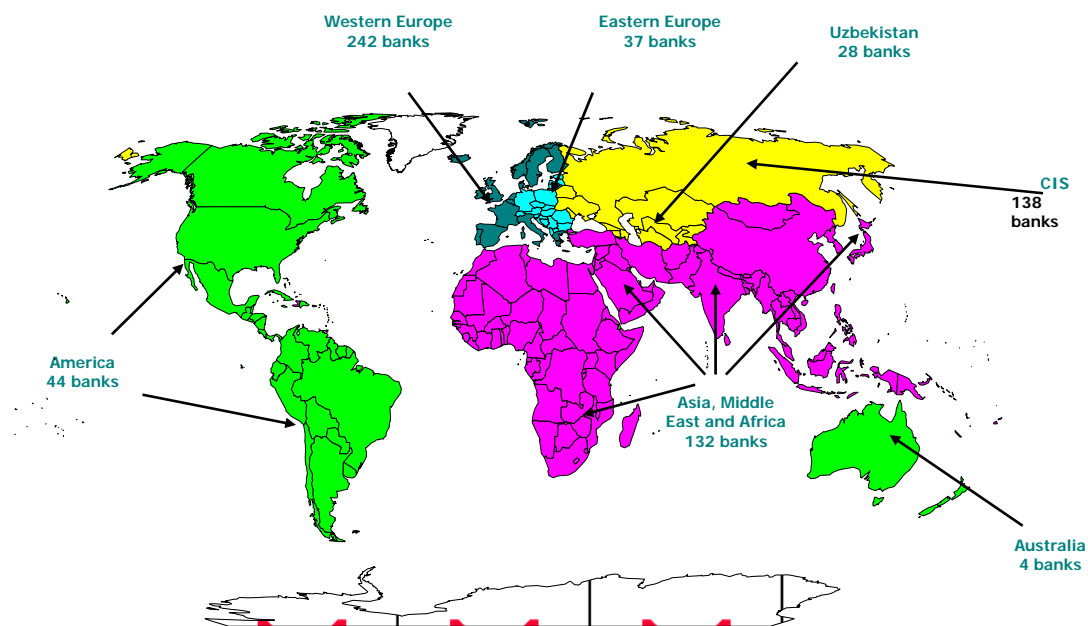 Western Europe
242 banks
Eastern Europe
37 banks
Uzbekistan
28 banks
CIS
138
banks
America
44 banks
Asia, Middle
East and Africa
132 banks
Australia
4 banks